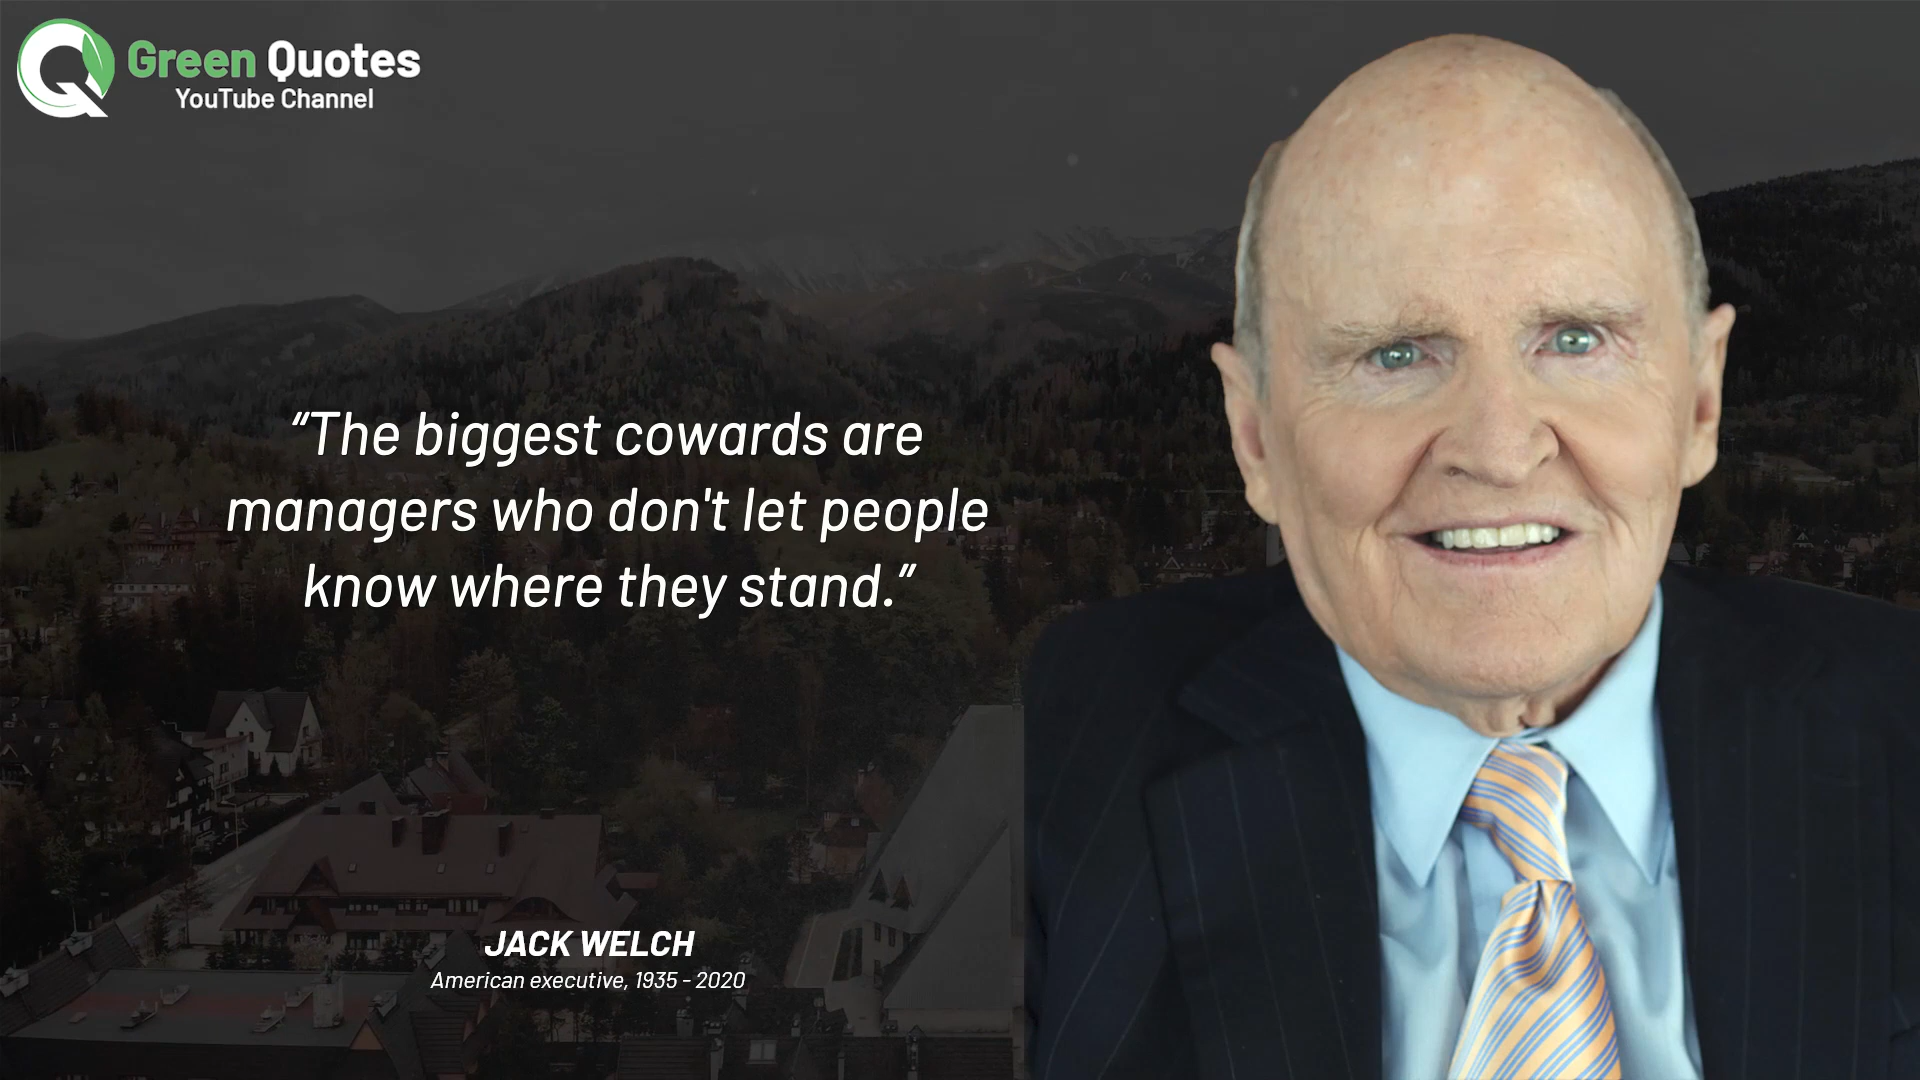 Green Quotes
YouTube Channel
“The biggest cowards are
managers who don't let people
know where they stand.”
JACK WELCH
American executive, 1935 - 2020